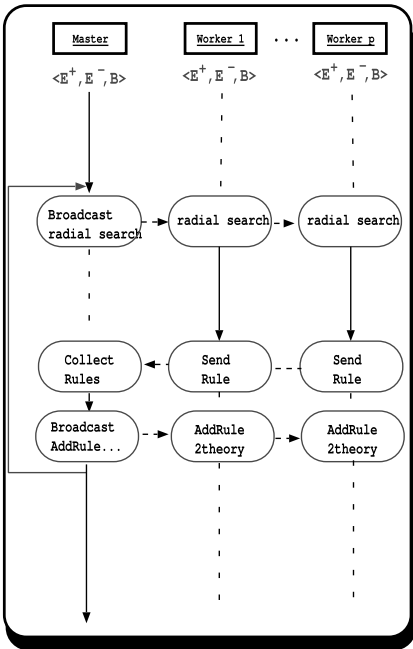 Master
Worker 1
...
Worker p
<E+,E−,B>
<E+,E−,B>
<E+,E−,B>
Broadcast
radial search
radial search
radial search
Collect
Rules
Send
Rule
Send
Rule
Broadcast
AddRule...
AddRule
2theory
AddRule
2theory